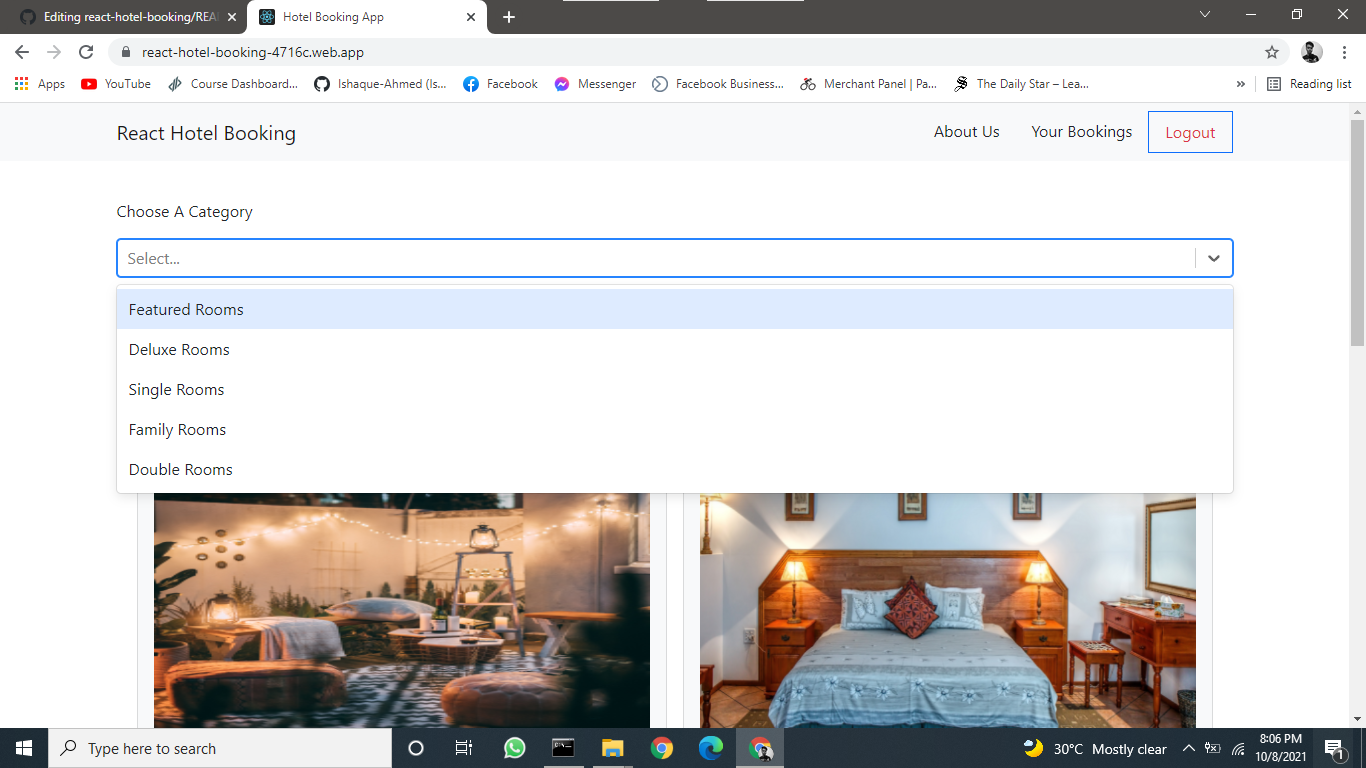 Editing react-hotel-booking/REA
Hotel Booking App
react-hotel-booking-4716c.web.app
Apps
YouTube
Course Dashboard...
Ishaque-Ahmed (Is...
Facebook
Messenger
Facebook Business...
Merchant Panel | Pa...
The Daily Star – Lea...
»
Reading list
React Hotel Booking
About Us
Your Bookings
Logout
Choose A Category
Select...
Featured Rooms
Deluxe Rooms
Single Rooms
Family Rooms
Double Rooms
Type here to search
30°C Mostly clear
8:06 PM
10/8/2021
1